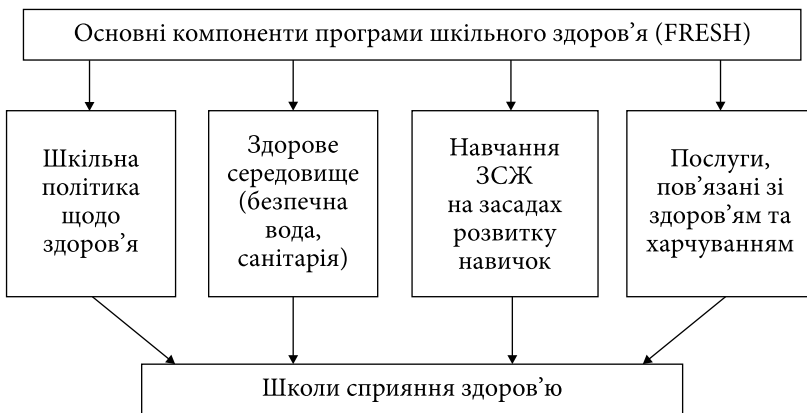 Основні компоненти програми шкільного здоров’я (FRESH)
Шкільна
політика
щодо
здоров’я
Здорове
середовище
(безпечна
вода,
санітарія)
Навчання
ЗСЖ
на засадах
розвитку
навичок
Послуги,
пов’язані зі
здоров’ям та
харчуванням
Школи сприяння здоров’ю